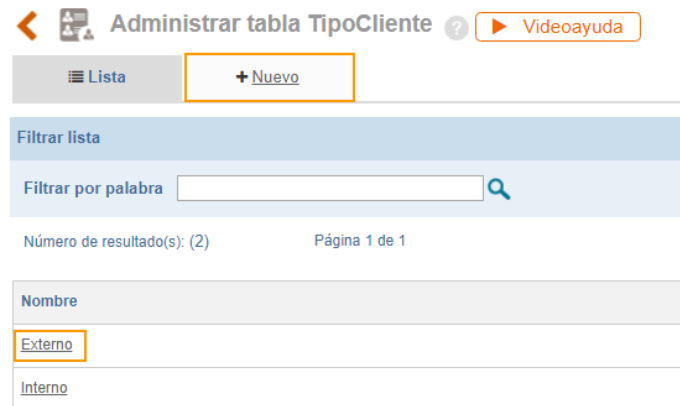 Administrar tabla TipoCliente ? Videoayuda
Lista + Nuevo
Filtrar lista
Filtrar por palabra
Número de resultado(s): (2) Página 1 de 1
Nombre
Externo
Interno